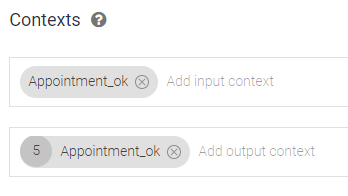 Contexts ?
Appointment_ok Add input context
5 Appointment_ok Add output context